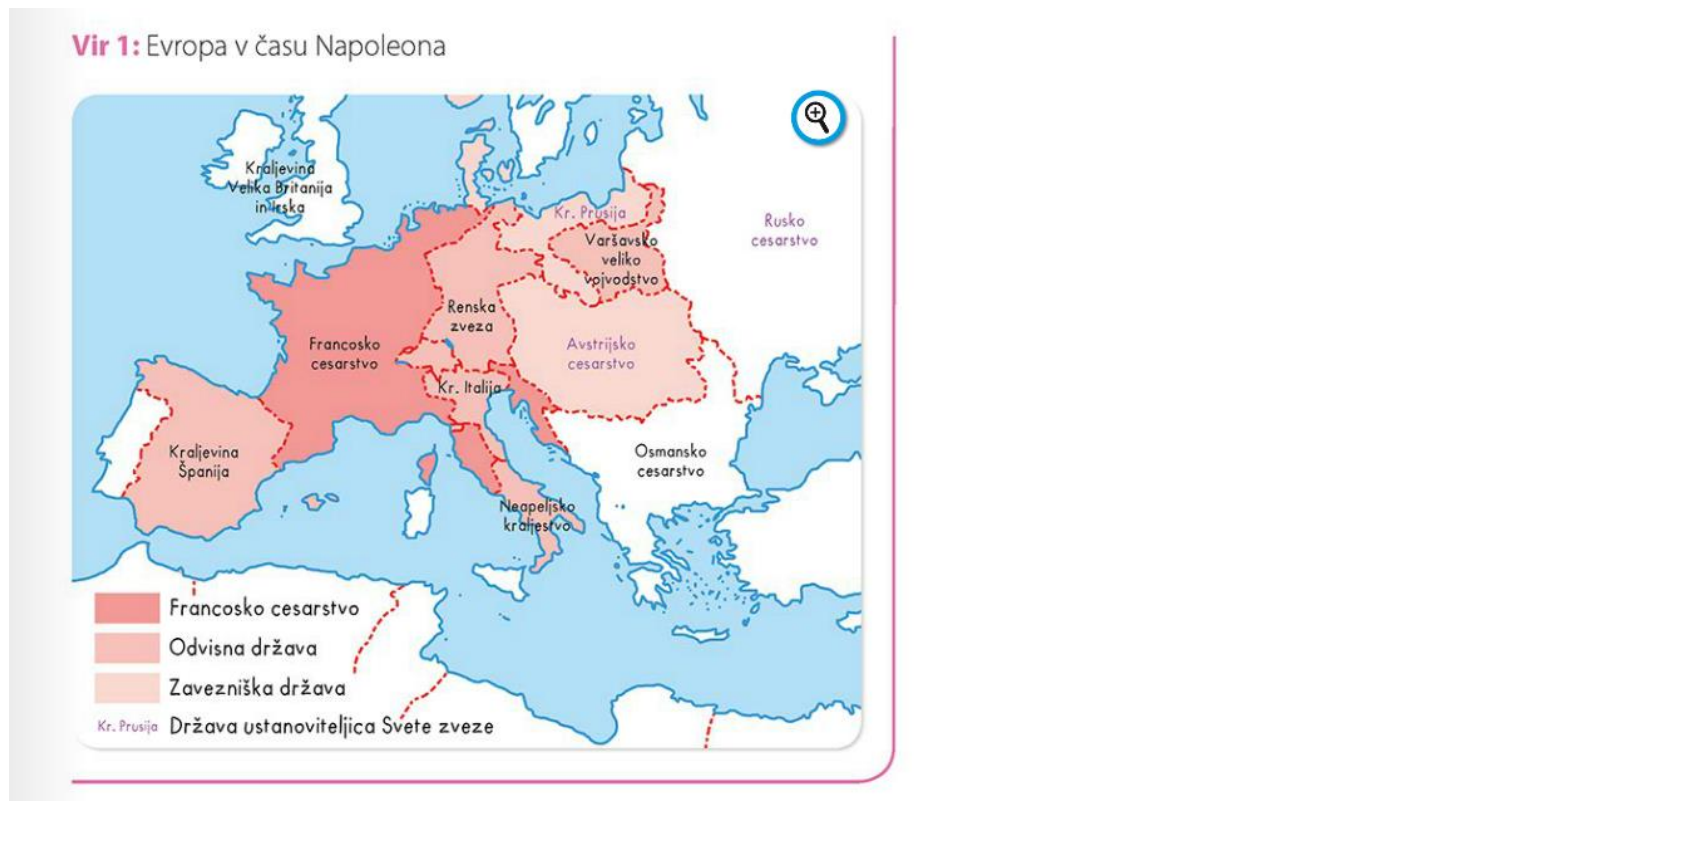 Vir 1: Evropa v času Napoleona
Kraljevina
Velika Britanija
in Irska
Kr. Prusija
Rusko
cesarstvo
Varšavsko
veliko
vojvodstvo
Renska
zveza
Francosko
cesarstvo
Avstrijsko
cesarstvo
Kr. Italija
Kraljevina
Španija
Osmansko
cesarstvo
Neapeljsko
kraljestvo
Francosko cesarstvo
Odvisna država
Zavezniška država
Kr. Prusija Država ustanoviteljica Svete zveze